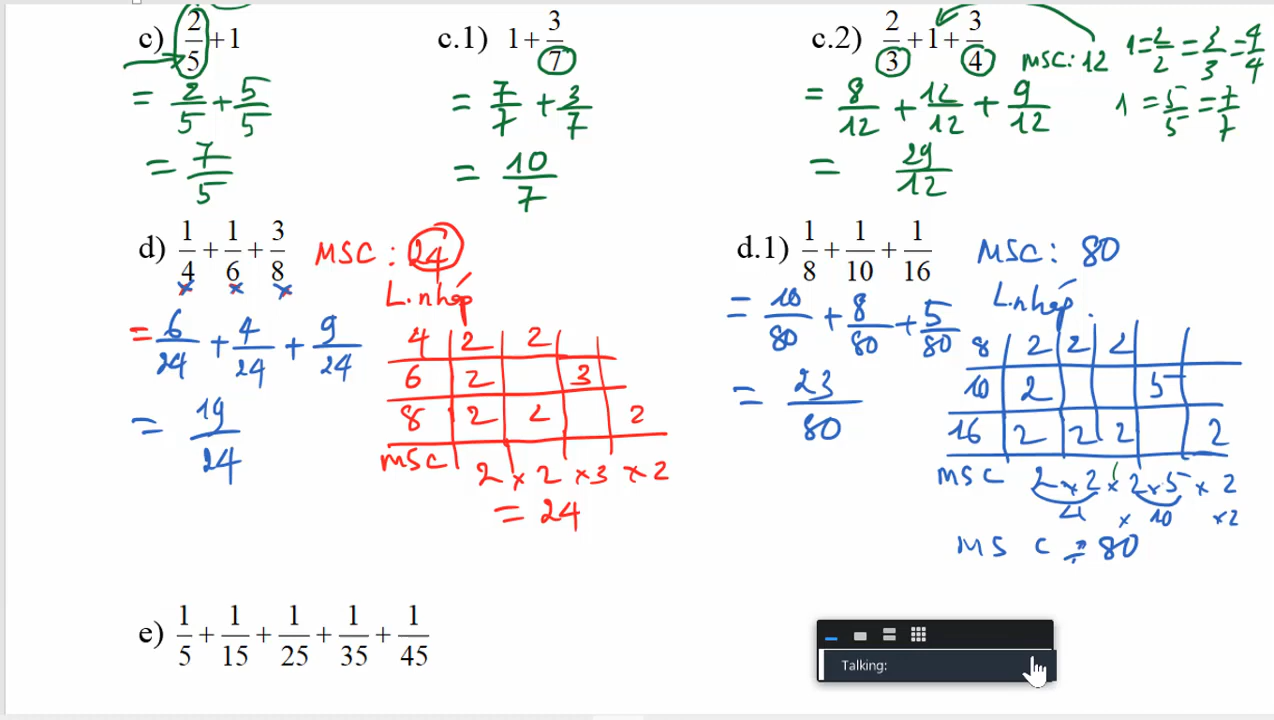 c) 2/5 + 1
= 2/5 + 5/5
= 7/5
c.1) 1 + 3/7
= 7/7 + 3/7
= 10/7
c.2) 2/3 + 1 + 3/4 MSC: 12
= 8/12 + 12/12 + 9/12
= 29/12
1 = 2/2 = 3/3 = 4/4
1 = 5/5 = 7/7
d) 1/4 + 1/6 + 3/8 MSC: 24
= 6/24 + 4/24 + 9/24
= 19/24
L.nhép
4 2 2
6 2 3
8 2 2 2
MSC 2 × 2 × 3 × 2
= 24
d.1) 1/8 + 1/10 + 1/16 MSC: 80
= 10/80 + 8/80 + 5/80
= 23/80
L.nhép
8 2 2 2
10 2 5
16 2 2 2 2
MSC 2 × 2 × 2 × 5 × 2
4 × 10 × 2
MSC = 80
e) 1/5 + 1/15 + 1/25 + 1/35 + 1/45
Talking: